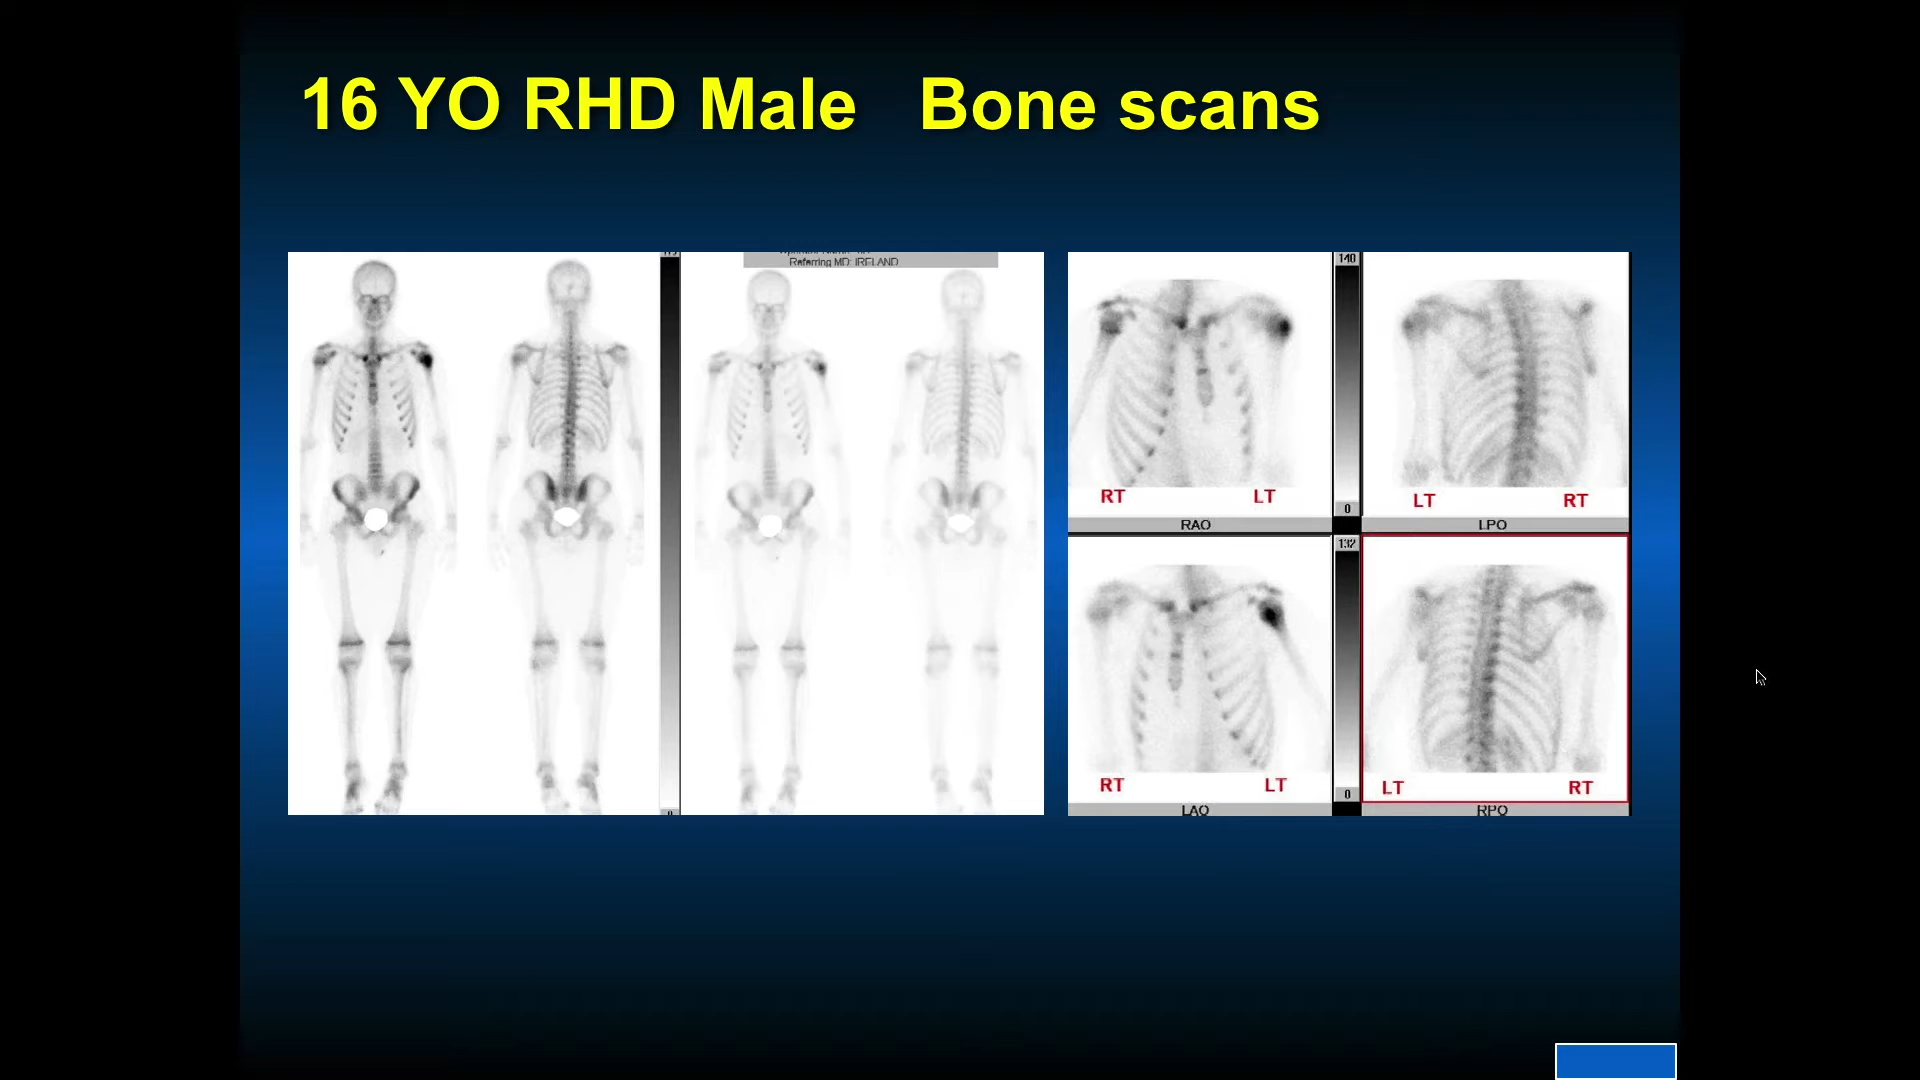 16 YO RHD Male   Bone scans
Referring MD: IRELAND
140
0
RT LT
LT RT
RAO
LPO
132
0
RT LT
LT RT
LAO
RPO